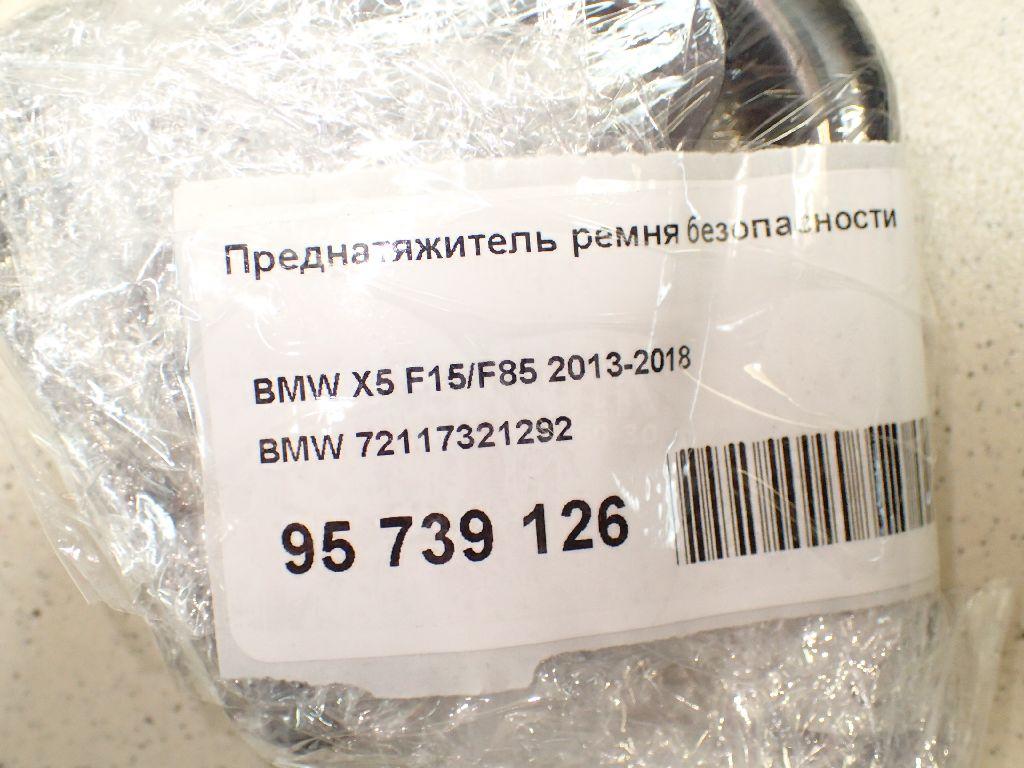 Преднатяжитель ремня безопасности
BMW X5 F15/F85 2013-2018
BMW 72117321292
95 739 126